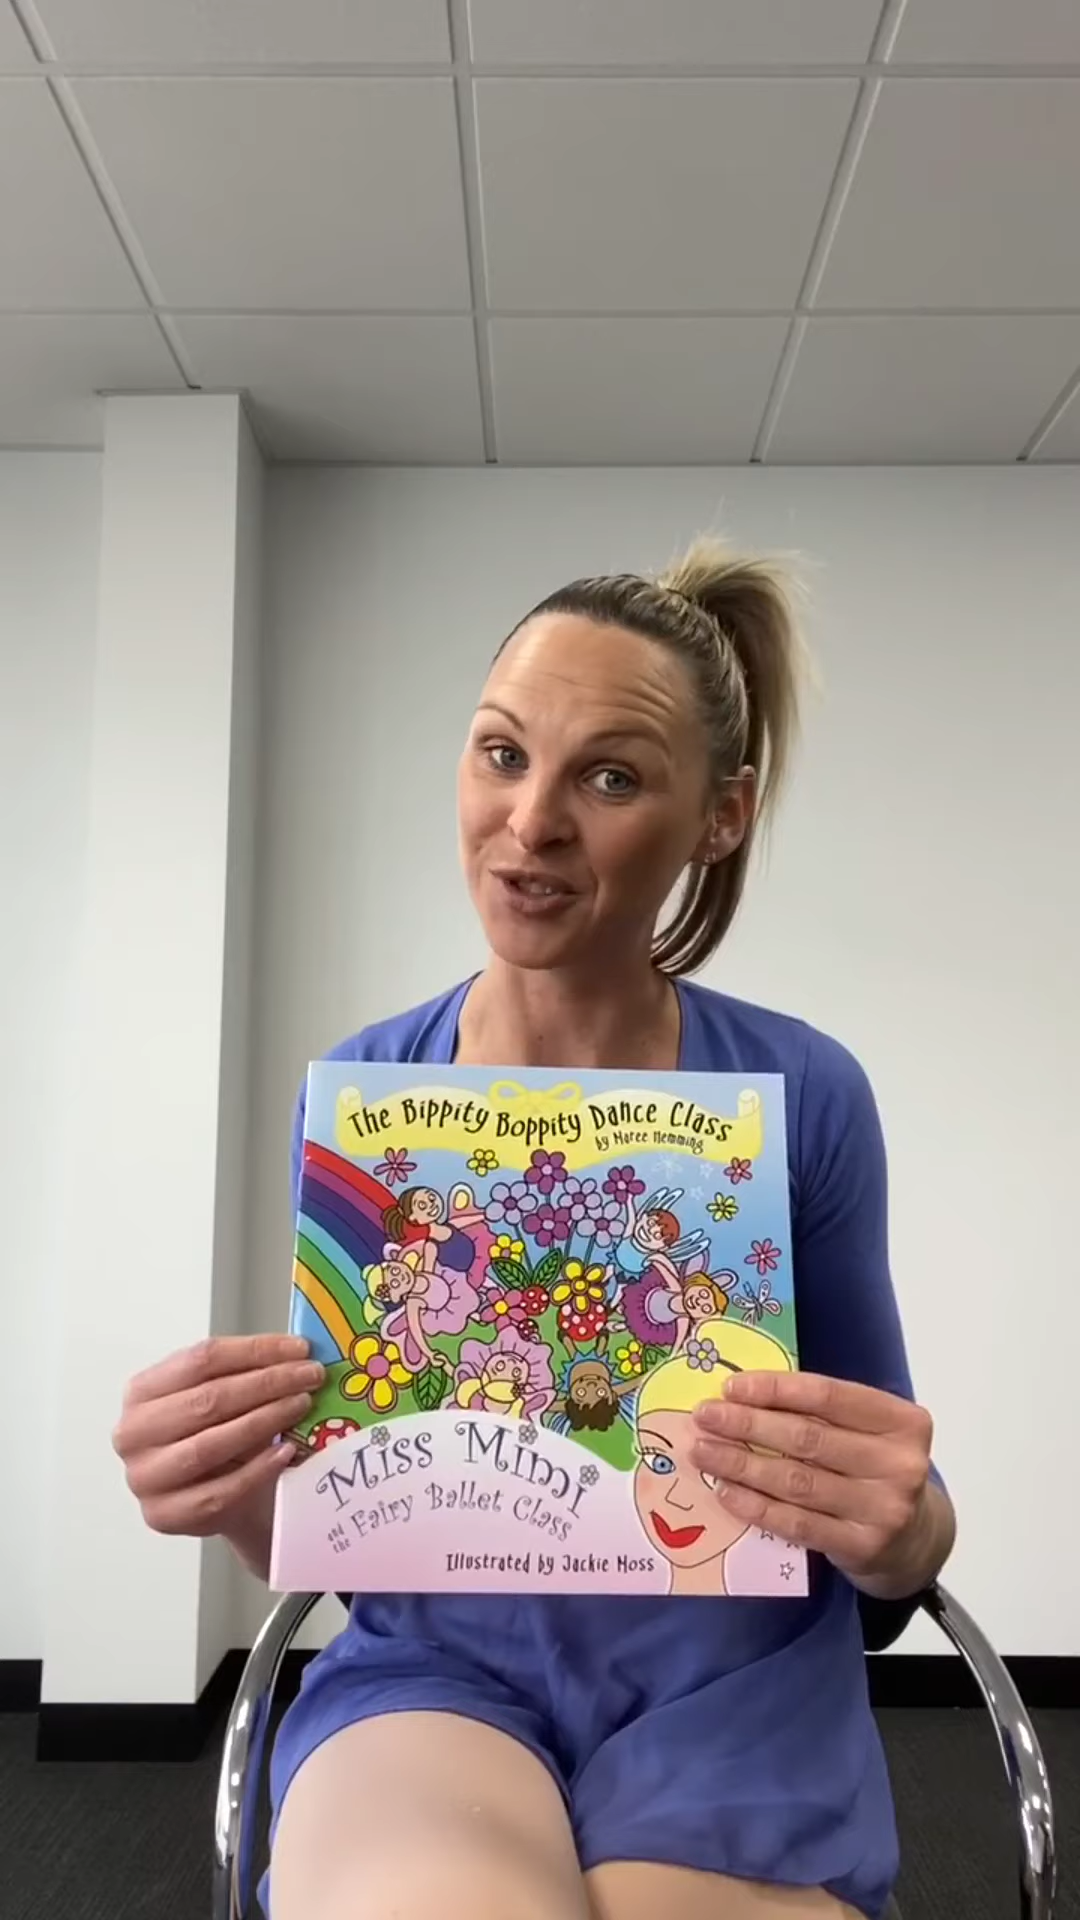 The Bippity Boppity Dance Class
by Maree Hemming
Miss Mimi
and the Fairy Ballet Class
Illustrated by Jackie Moss